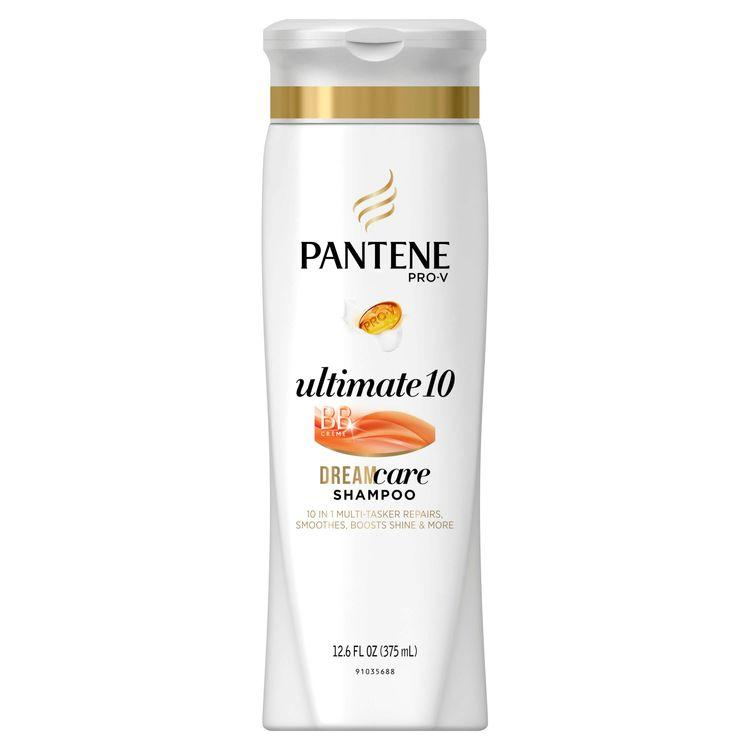 PANTENE
PRO-V
PRO-V
ultimate10
BB
CRÈME
DREAMcare
SHAMPOO
10 IN 1 MULTI-TASKER REPAIRS,
SMOOTHES, BOOSTS SHINE & MORE
12.6 FL OZ (375 mL)
91035688